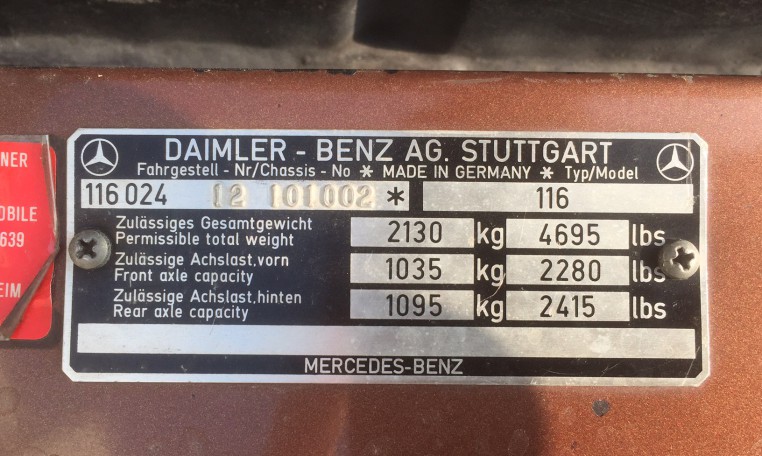 NER
OBILE
639
EIM
DAIMLER - BENZ AG. STUTTGART
Fahrgestell - Nr/Chassis - No * MADE IN GERMANY * Typ/Model
116 024 12 101002 * 116
Zulässiges Gesamtgewicht
Permissible total weight
2130 kg 4695 lbs
Zulässige Achslast,vorn
Front axle capacity
1035 kg 2280 lbs
Zulässige Achslast,hinten
Rear axle capacity
1095 kg 2415 lbs
MERCEDES-BENZ